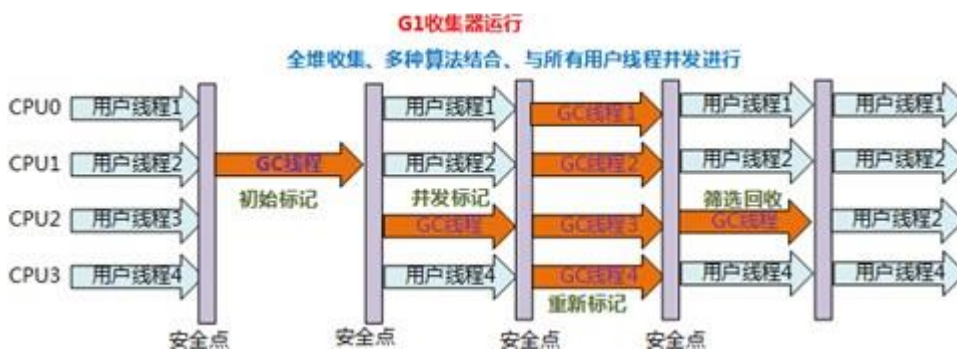 G1收集器运行
全堆收集、多种算法结合、与所有用户线程并发进行
CPU0 用户线程1 用户线程1 GC线程1 用户线程1 用户线程1
CPU1 用户线程2 GC线程 用户线程2 GC线程2 用户线程2 用户线程2
初始标记 并发标记 筛选回收
CPU2 用户线程3 GC线程 GC线程3 GC线程 用户线程2
CPU3 用户线程4 用户线程4 GC线程4 用户线程4 用户线程4
重新标记
安全点 安全点 安全点 安全点